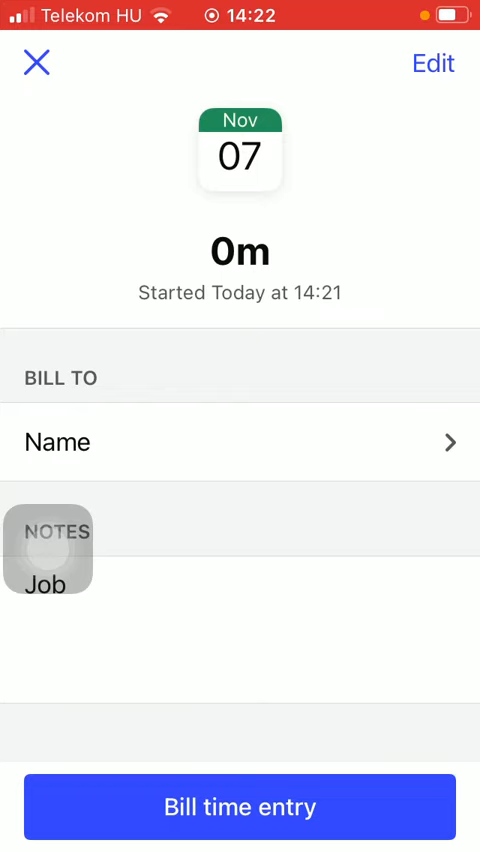 Telekom HU 14:22
Edit
Nov
07
0m
Started Today at 14:21
BILL TO
Name
NOTES
Job
Bill time entry